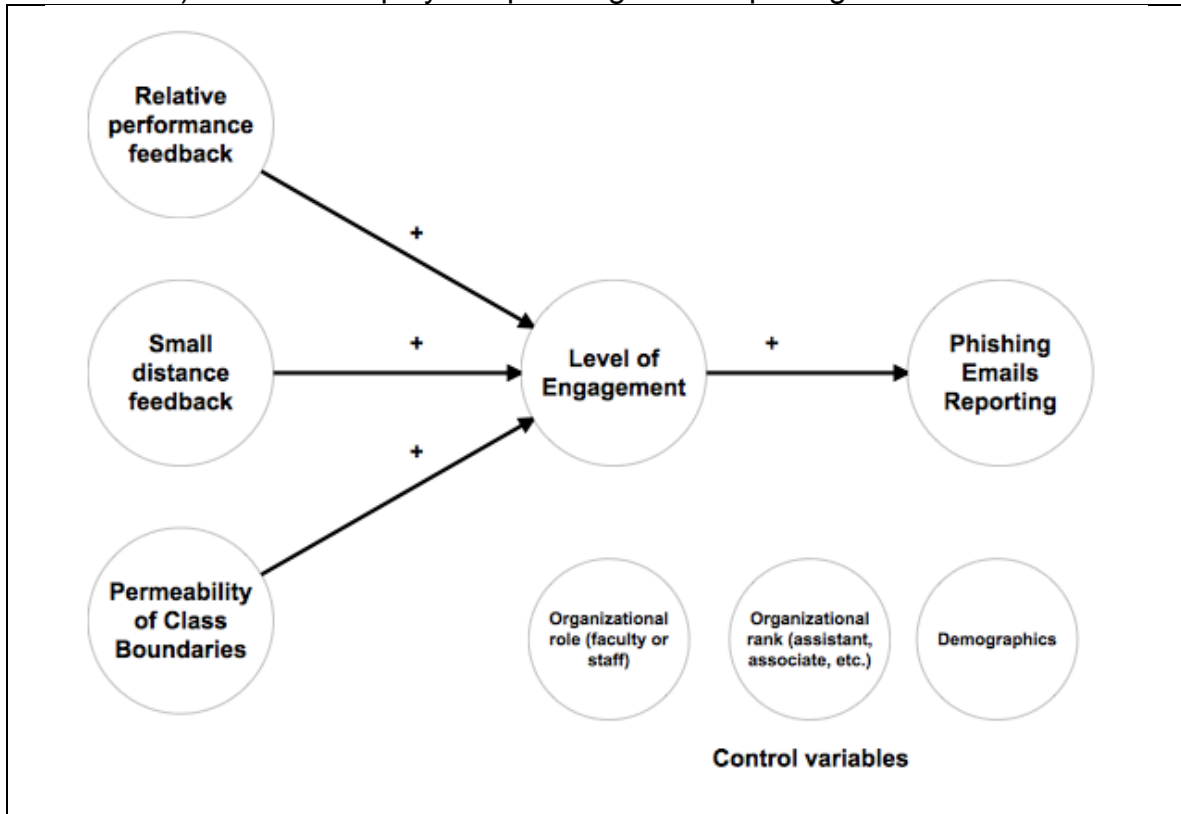 Relative
performance
feedback
+
Small
distance
feedback
+
Level of
Engagement
+
Phishing
Emails
Reporting
+
Permeability
of Class
Boundaries
Organizational
role (faculty or
staff)
Organizational
rank (assistant,
associate, etc.)
Demographics
Control variables